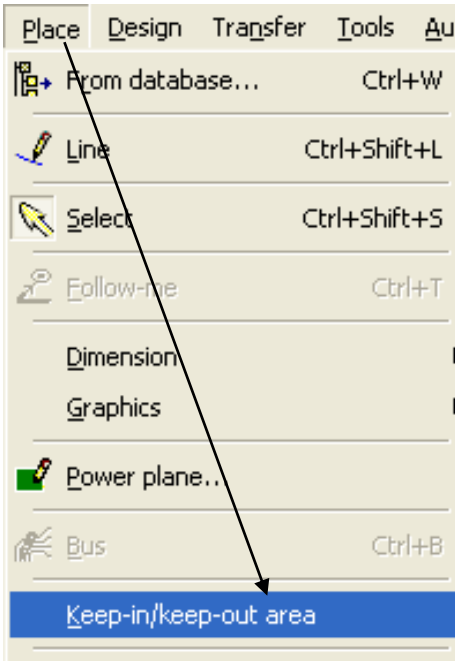 Place Design Transfer Tools Au
From database... Ctrl+W
Line Ctrl+Shift+L
Select Ctrl+Shift+S
Follow-me Ctrl+T
Dimension
Graphics
Power plane...
Bus Ctrl+B
Keep-in/keep-out area